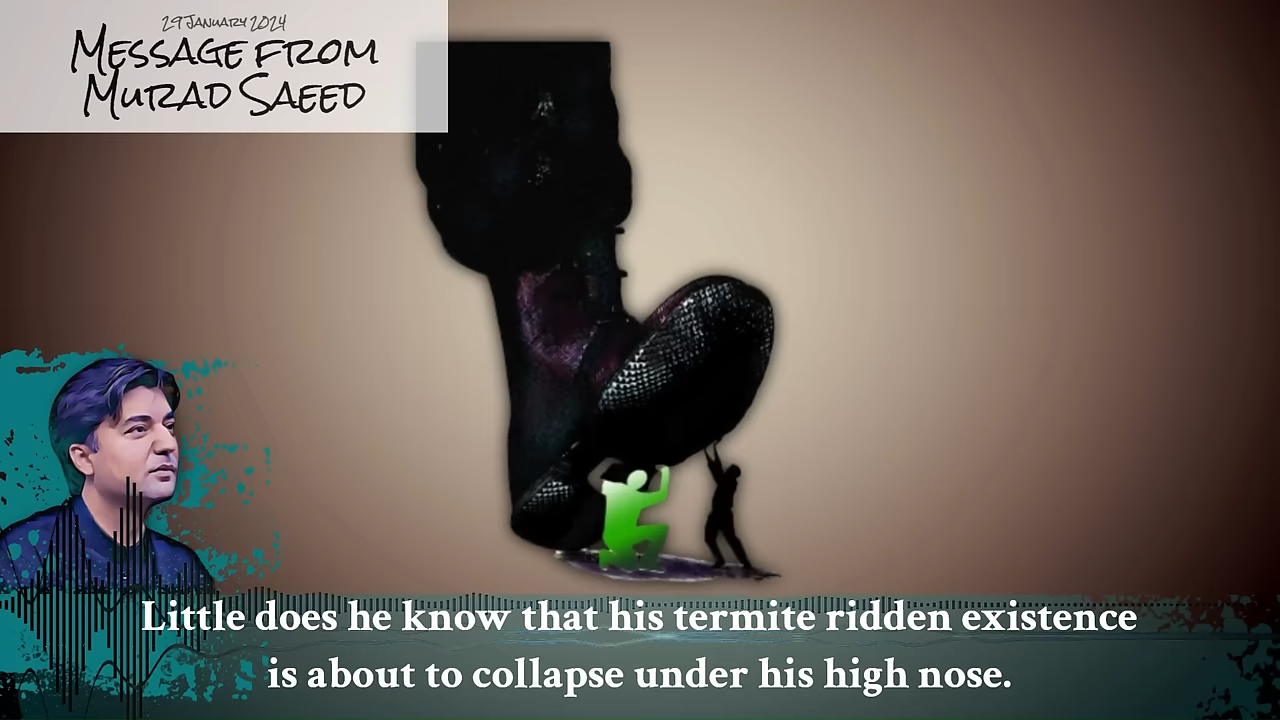 29 January 2024
Message from
Murad Saeed
Little does he know that his termite ridden existence
is about to collapse under his high nose.